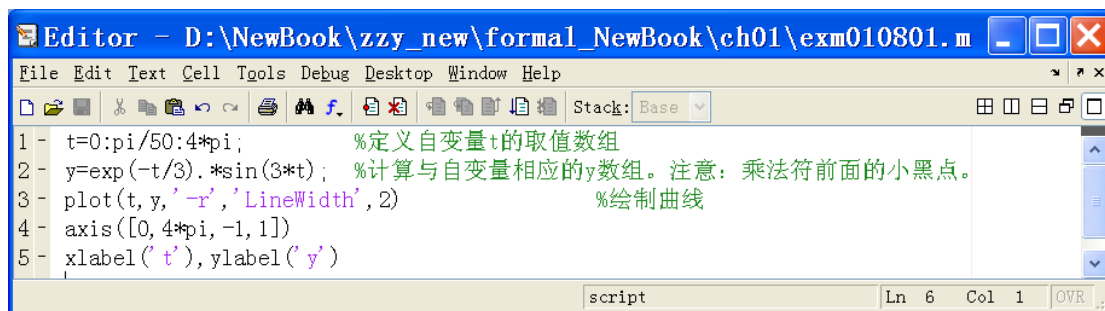 Editor - D:\NewBook\zzy_new\formal_NewBook\ch01\exm010801.m
File Edit Text Cell Tools Debug Desktop Window Help
Stack: Base
1 - t=0:pi/50:4*pi; %定义自变量t的取值数组
2 - y=exp(-t/3).*sin(3*t); %计算与自变量相应的y数组。注意：乘法符前面的小黑点。
3 - plot(t,y,'-r','LineWidth',2) %绘制曲线
4 - axis([0,4*pi,-1,1])
5 - xlabel('t'),ylabel('y')
script Ln 6 Col 1 OVR